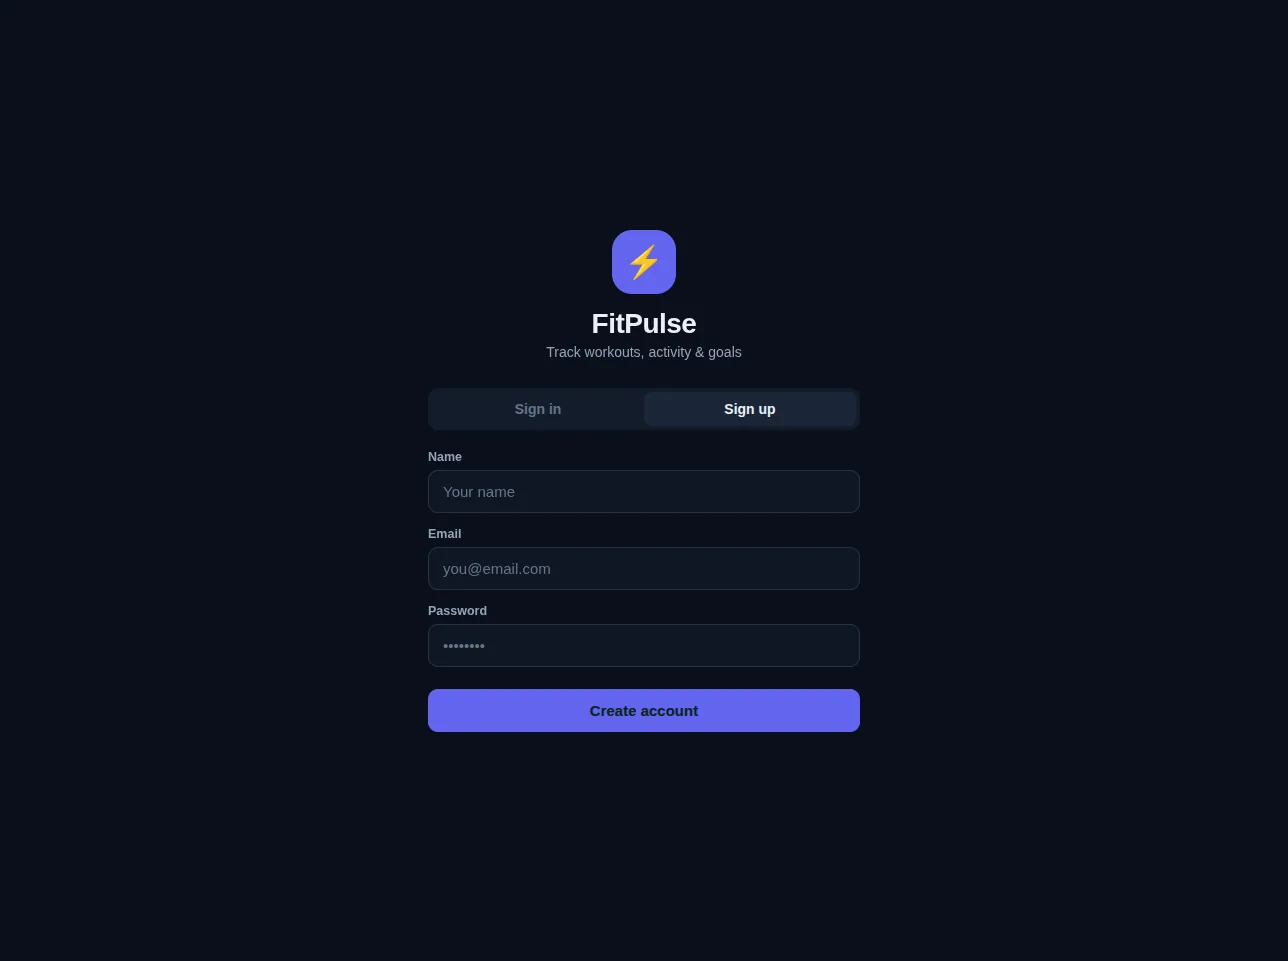 FitPulse
Track workouts, activity & goals
Sign in Sign up
Name
Your name
Email
you@email.com
Password
••••••••
Create account